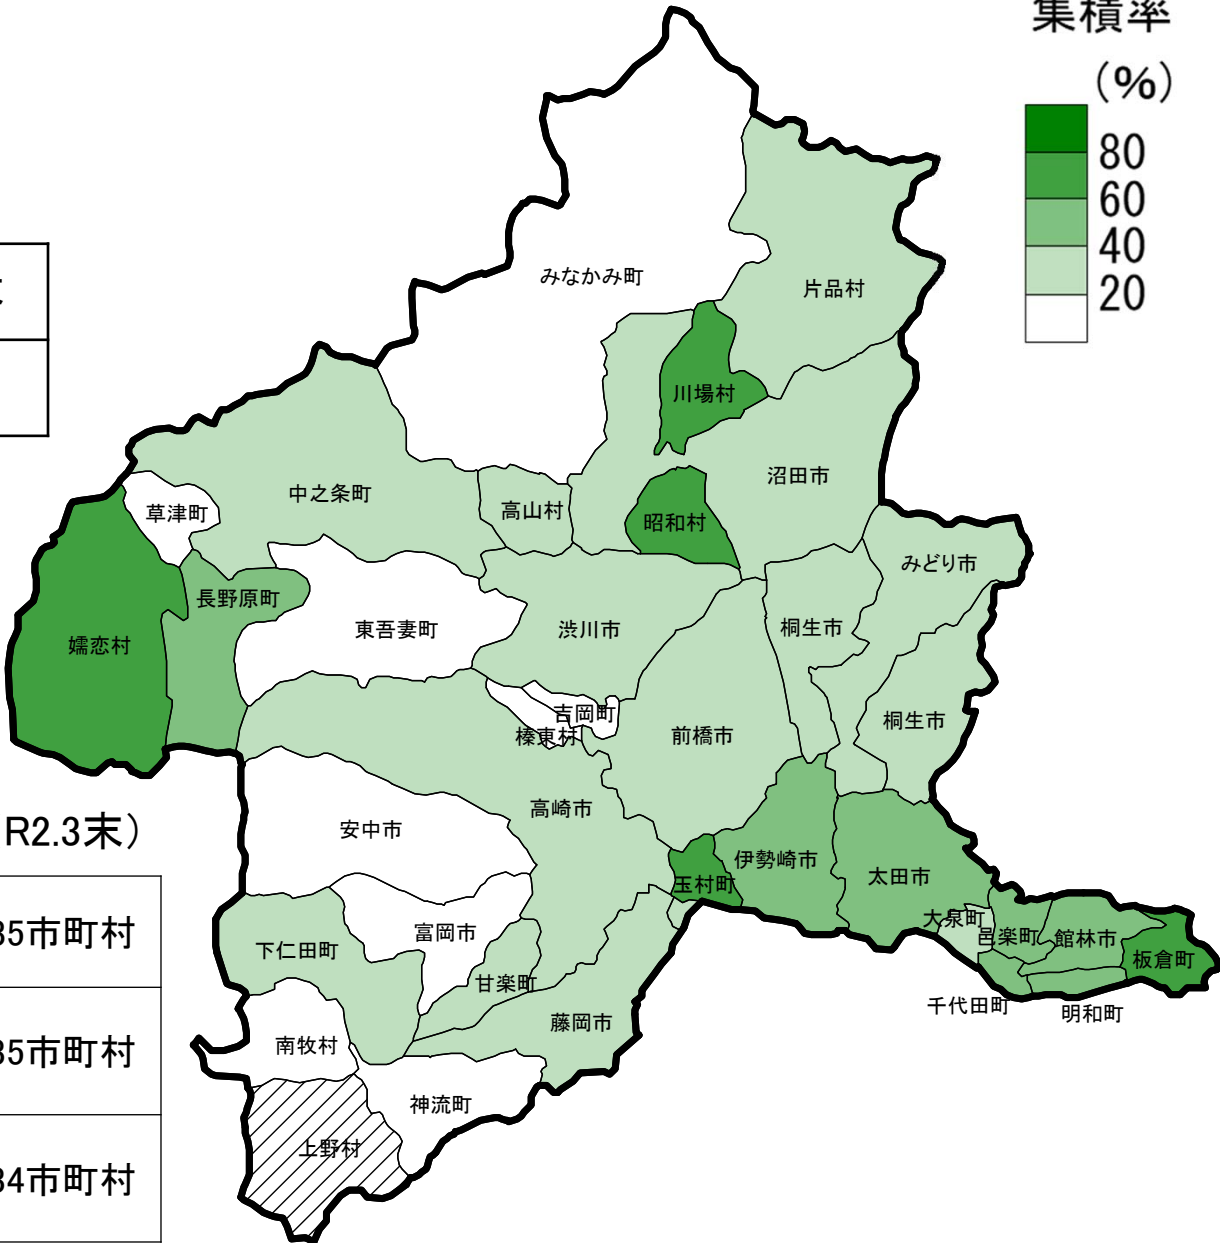 集積率
(%)
80
60
40
20
みなかみ町
片品村
川場村
沼田市
中之条町
草津町
高山村
昭和村
みどり市
長野原町
嬬恋村
東吾妻町
渋川市
桐生市
吉岡町
榛東村
前橋市
桐生市
高崎市
R2.3末)
安中市
伊勢崎市
玉村町
太田市
35市町村
富岡市
下仁田町
大泉町
邑楽町
館林市
板倉町
甘楽町
千代田町
明和町
藤岡市
35市町村
南牧村
神流町
上野村
34市町村